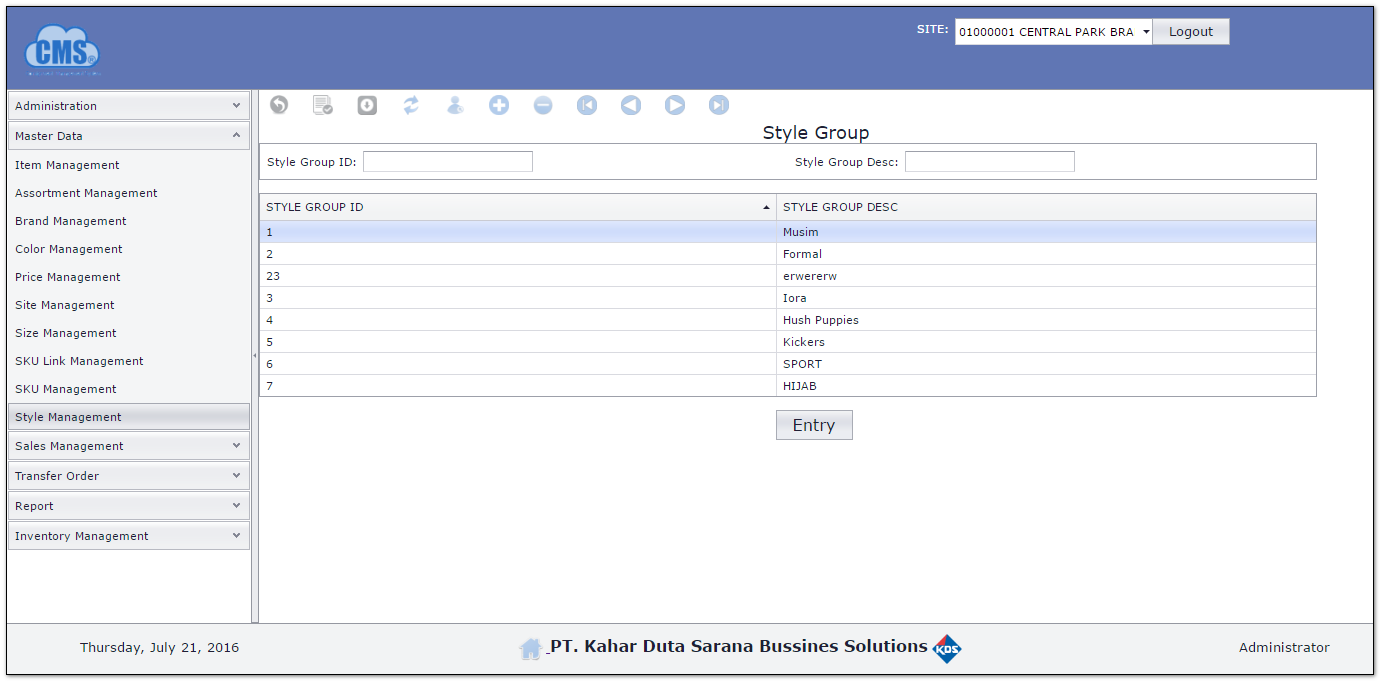 CMS
SITE: 01000001 CENTRAL PARK BRA Logout
Administration
Master Data
Item Management
Assortment Management
Brand Management
Color Management
Price Management
Site Management
Size Management
SKU Link Management
SKU Management
Style Management
Sales Management
Transfer Order
Report
Inventory Management
Style Group
Style Group ID: Style Group Desc:
STYLE GROUP ID STYLE GROUP DESC
1 Musim
2 Formal
23 erwererw
3 Iora
4 Hush Puppies
5 Kickers
6 SPORT
7 HIJAB
Entry
Thursday, July 21, 2016 PT. Kahar Duta Sarana Bussines Solutions KDS Administrator